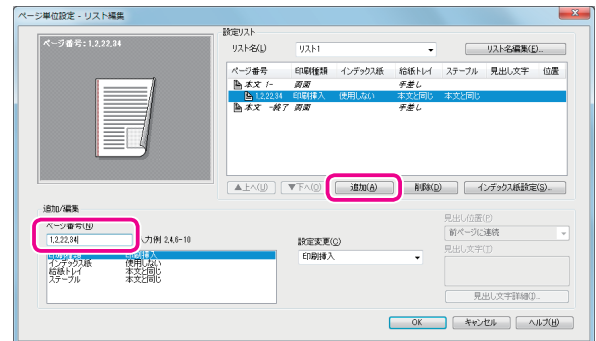 ページ単位設定 - リスト編集
ページ番号：1,2,22,34
設定リスト
リスト名(L)
リスト1
リスト名編集(E)...
ページ番号 印刷種類 インデックス紙 給紙トレイ ステープル 見出し文字 位置
本文 1- 両面 手差し
1,2,22,34 印刷挿入 使用しない 本文と同じ 本文と同じ
本文 -終了 両面 手差し
▲上へ(U)
▼下へ(O)
追加(A)
削除(D)
インデックス紙設定(S)...
追加/編集
ページ番号(N)
1,2,22,34
入力例 2,4,6-10
印刷種類 印刷挿入
インデックス紙 使用しない
給紙トレイ 本文と同じ
ステープル 本文と同じ
設定変更(C)
印刷挿入
見出し位置(P)
前ページに連続
見出し文字(T)
見出し文字詳細(I)...
OK
キャンセル
ヘルプ(H)